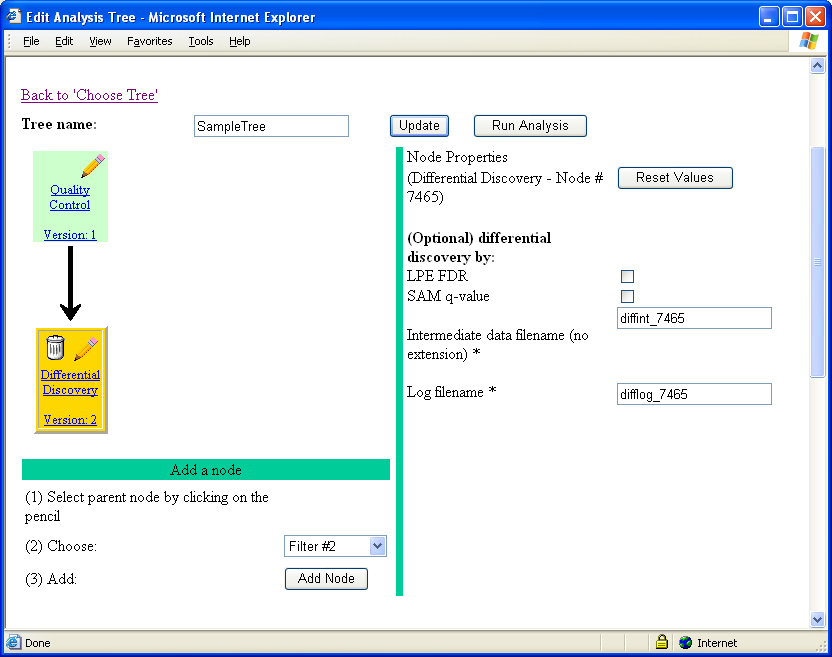 Edit Analysis Tree - Microsoft Internet Explorer
File Edit View Favorites Tools Help
Back to 'Choose Tree'
Tree name: SampleTree Update Run Analysis
Quality
Control
Version: 1
Differential
Discovery
Version: 2
Node Properties
(Differential Discovery - Node #
7465)
Reset Values
(Optional) differential
discovery by:
LPE FDR
SAM q-value
diffint_7465
Intermediate data filename (no
extension) *
Log filename * difflog_7465
Add a node
(1) Select parent node by clicking on the
pencil
(2) Choose: Filter #2
(3) Add: Add Node
Done Internet